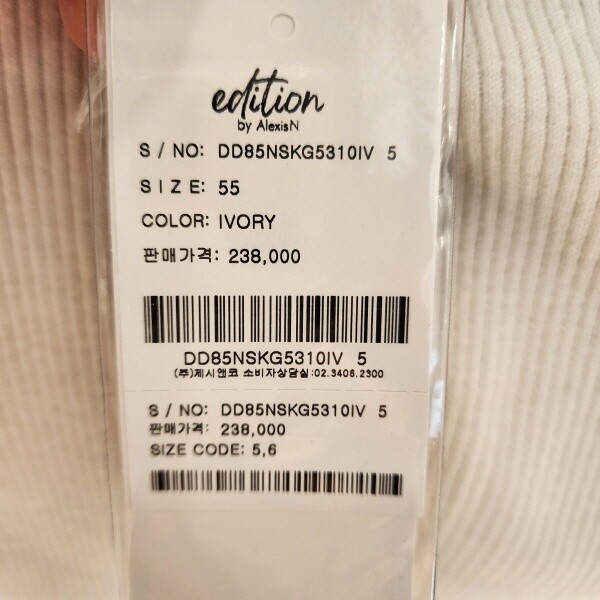 edition
by AlexisN
S / NO: DD85NSKG5310IV 5
SIZE: 55
COLOR: IVORY
판매가격: 238,000
DD85NSKG5310IV 5
(주)제시앤코 소비자상담실:02.3406.2300
S / NO: DD85NSKG5310IV 5
판매가격: 238,000
SIZE CODE: 5,6